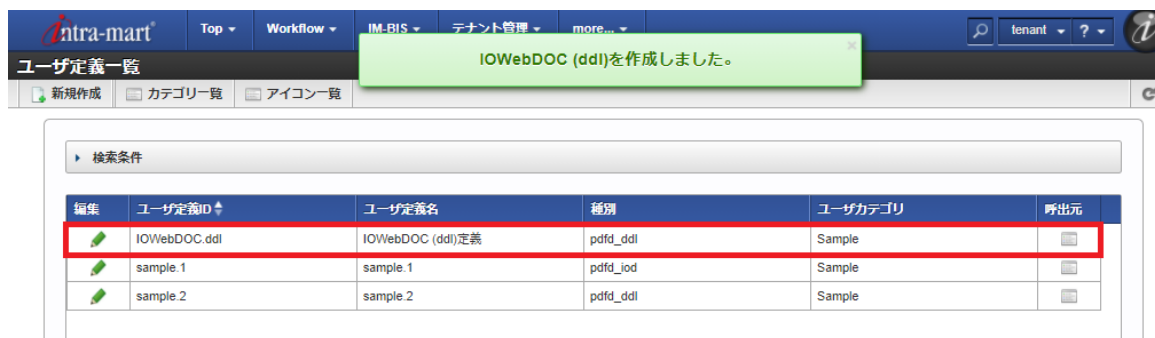 intra-mart® Top Workflow IM-BIS テナント管理 more... tenant ?
IOWebDOC (ddl)を作成しました。 ×
ユーザ定義一覧
新規作成 カテゴリ一覧 アイコン一覧
検索条件
編集 ユーザ定義ID ユーザ定義名 種別 ユーザカテゴリ 呼出元
IOWebDOC.ddl IOWebDOC (ddl)定義 pdfd_ddl Sample
sample.1 sample.1 pdfd_iod Sample
sample.2 sample.2 pdfd_ddl Sample